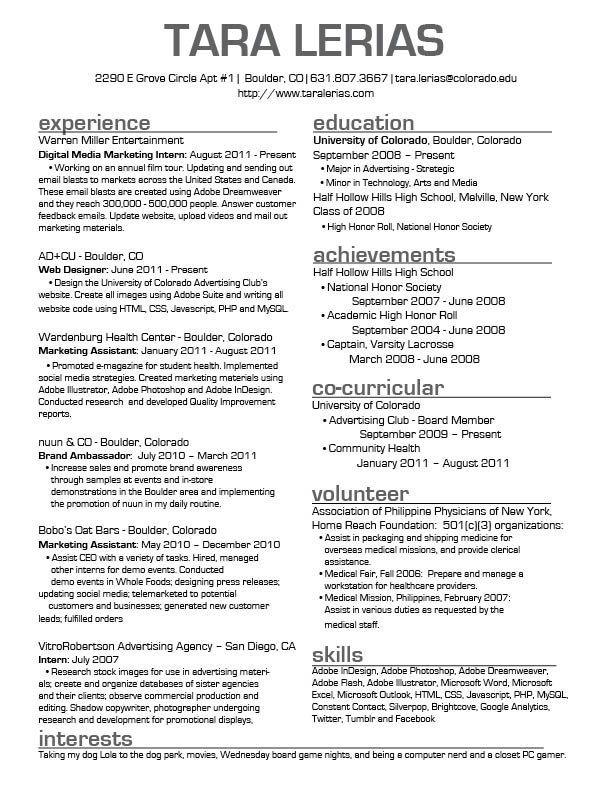 TARA LERIAS
2290 E Grove Circle Apt #1| Boulder, CO|631.807.3667|tara.lerias@colorado.edu
http://www.taralerias.com
experience
Warren Miller Entertainment
Digital Media Marketing Intern: August 2011 - Present
• Working on an annual film tour. Updating and sending out
email blasts to markets across the United States and Canada.
These email blasts are created using Adobe Dreamweaver
and they reach 300,000 - 500,000 people. Answer customer
feedback emails. Update website, upload videos and mail out
marketing materials.
AD+CU - Boulder, CO
Web Designer: June 2011 - Present
• Design the University of Colorado Advertising Club's
website. Create all images using Adobe Suite and writing all
website code using HTML, CSS, Javascript, PHP and MySQL.
Wardenburg Health Center - Boulder, Colorado
Marketing Assistant: January 2011 - August 2011
• Promoted e-magazine for student health. Implemented
social media strategies. Created marketing materials using
Adobe Illustrator, Adobe Photoshop and Adobe InDesign.
Conducted research and developed Quality Improvement
reports.
nuun & CO - Boulder, Colorado
Brand Ambassador: July 2010 – March 2011
• Increase sales and promote brand awareness
through samples at events and in-store
demonstrations in the Boulder area and implementing
the promotion of nuun in my daily routine.
Bobo's Oat Bars - Boulder, Colorado
Marketing Assistant: May 2010 – December 2010
• Assist CEO with a variety of tasks. Hired, managed
other interns for demo events. Conducted
demo events in Whole Foods; designing press releases;
updating social media; telemarketed to potential
customers and businesses; generated new customer
leads; fulfilled orders
VitroRobertson Advertising Agency – San Diego, CA
Intern: July 2007
• Research stock images for use in advertising materi-
als; create and organize databases of sister agencies
and their clients; observe commercial production and
editing. Shadow copywriter, photographer undergoing
research and development for promotional displays,
education
University of Colorado, Boulder, Colorado
September 2008 – Present
• Major in Advertising - Strategic
• Minor in Technology, Arts and Media
Half Hollow Hills High School, Melville, New York
Class of 2008
• High Honor Roll, National Honor Society
achievements
Half Hollow Hills High School
• National Honor Society
September 2007 - June 2008
• Academic High Honor Roll
September 2004 - June 2008
• Captain, Varsity Lacrosse
March 2008 - June 2008
co-curricular
University of Colorado
• Advertising Club - Board Member
September 2009 – Present
• Community Health
January 2011 – August 2011
volunteer
Association of Philippine Physicians of New York,
Home Reach Foundation: 501(c)(3) organizations:
• Assist in packaging and shipping medicine for
overseas medical missions, and provide clerical
assistance.
• Medical Fair, Fall 2006: Prepare and manage a
workstation for healthcare providers.
• Medical Mission, Philippines, February 2007:
Assist in various duties as requested by the
medical staff.
skills
Adobe InDesign, Adobe Photoshop, Adobe Dreamweaver,
Adobe Flash, Adobe Illustrator, Microsoft Word, Microsoft
Excel, Microsoft Outlook, HTML, CSS, Javascript, PHP, MySQL,
Constant Contact, Silverpop, Brightcove, Google Analytics,
Twitter, Tumblr and Facebook
interests
Taking my dog Lola to the dog park, movies, Wednesday board game nights, and being a computer nerd and a closet PC gamer.